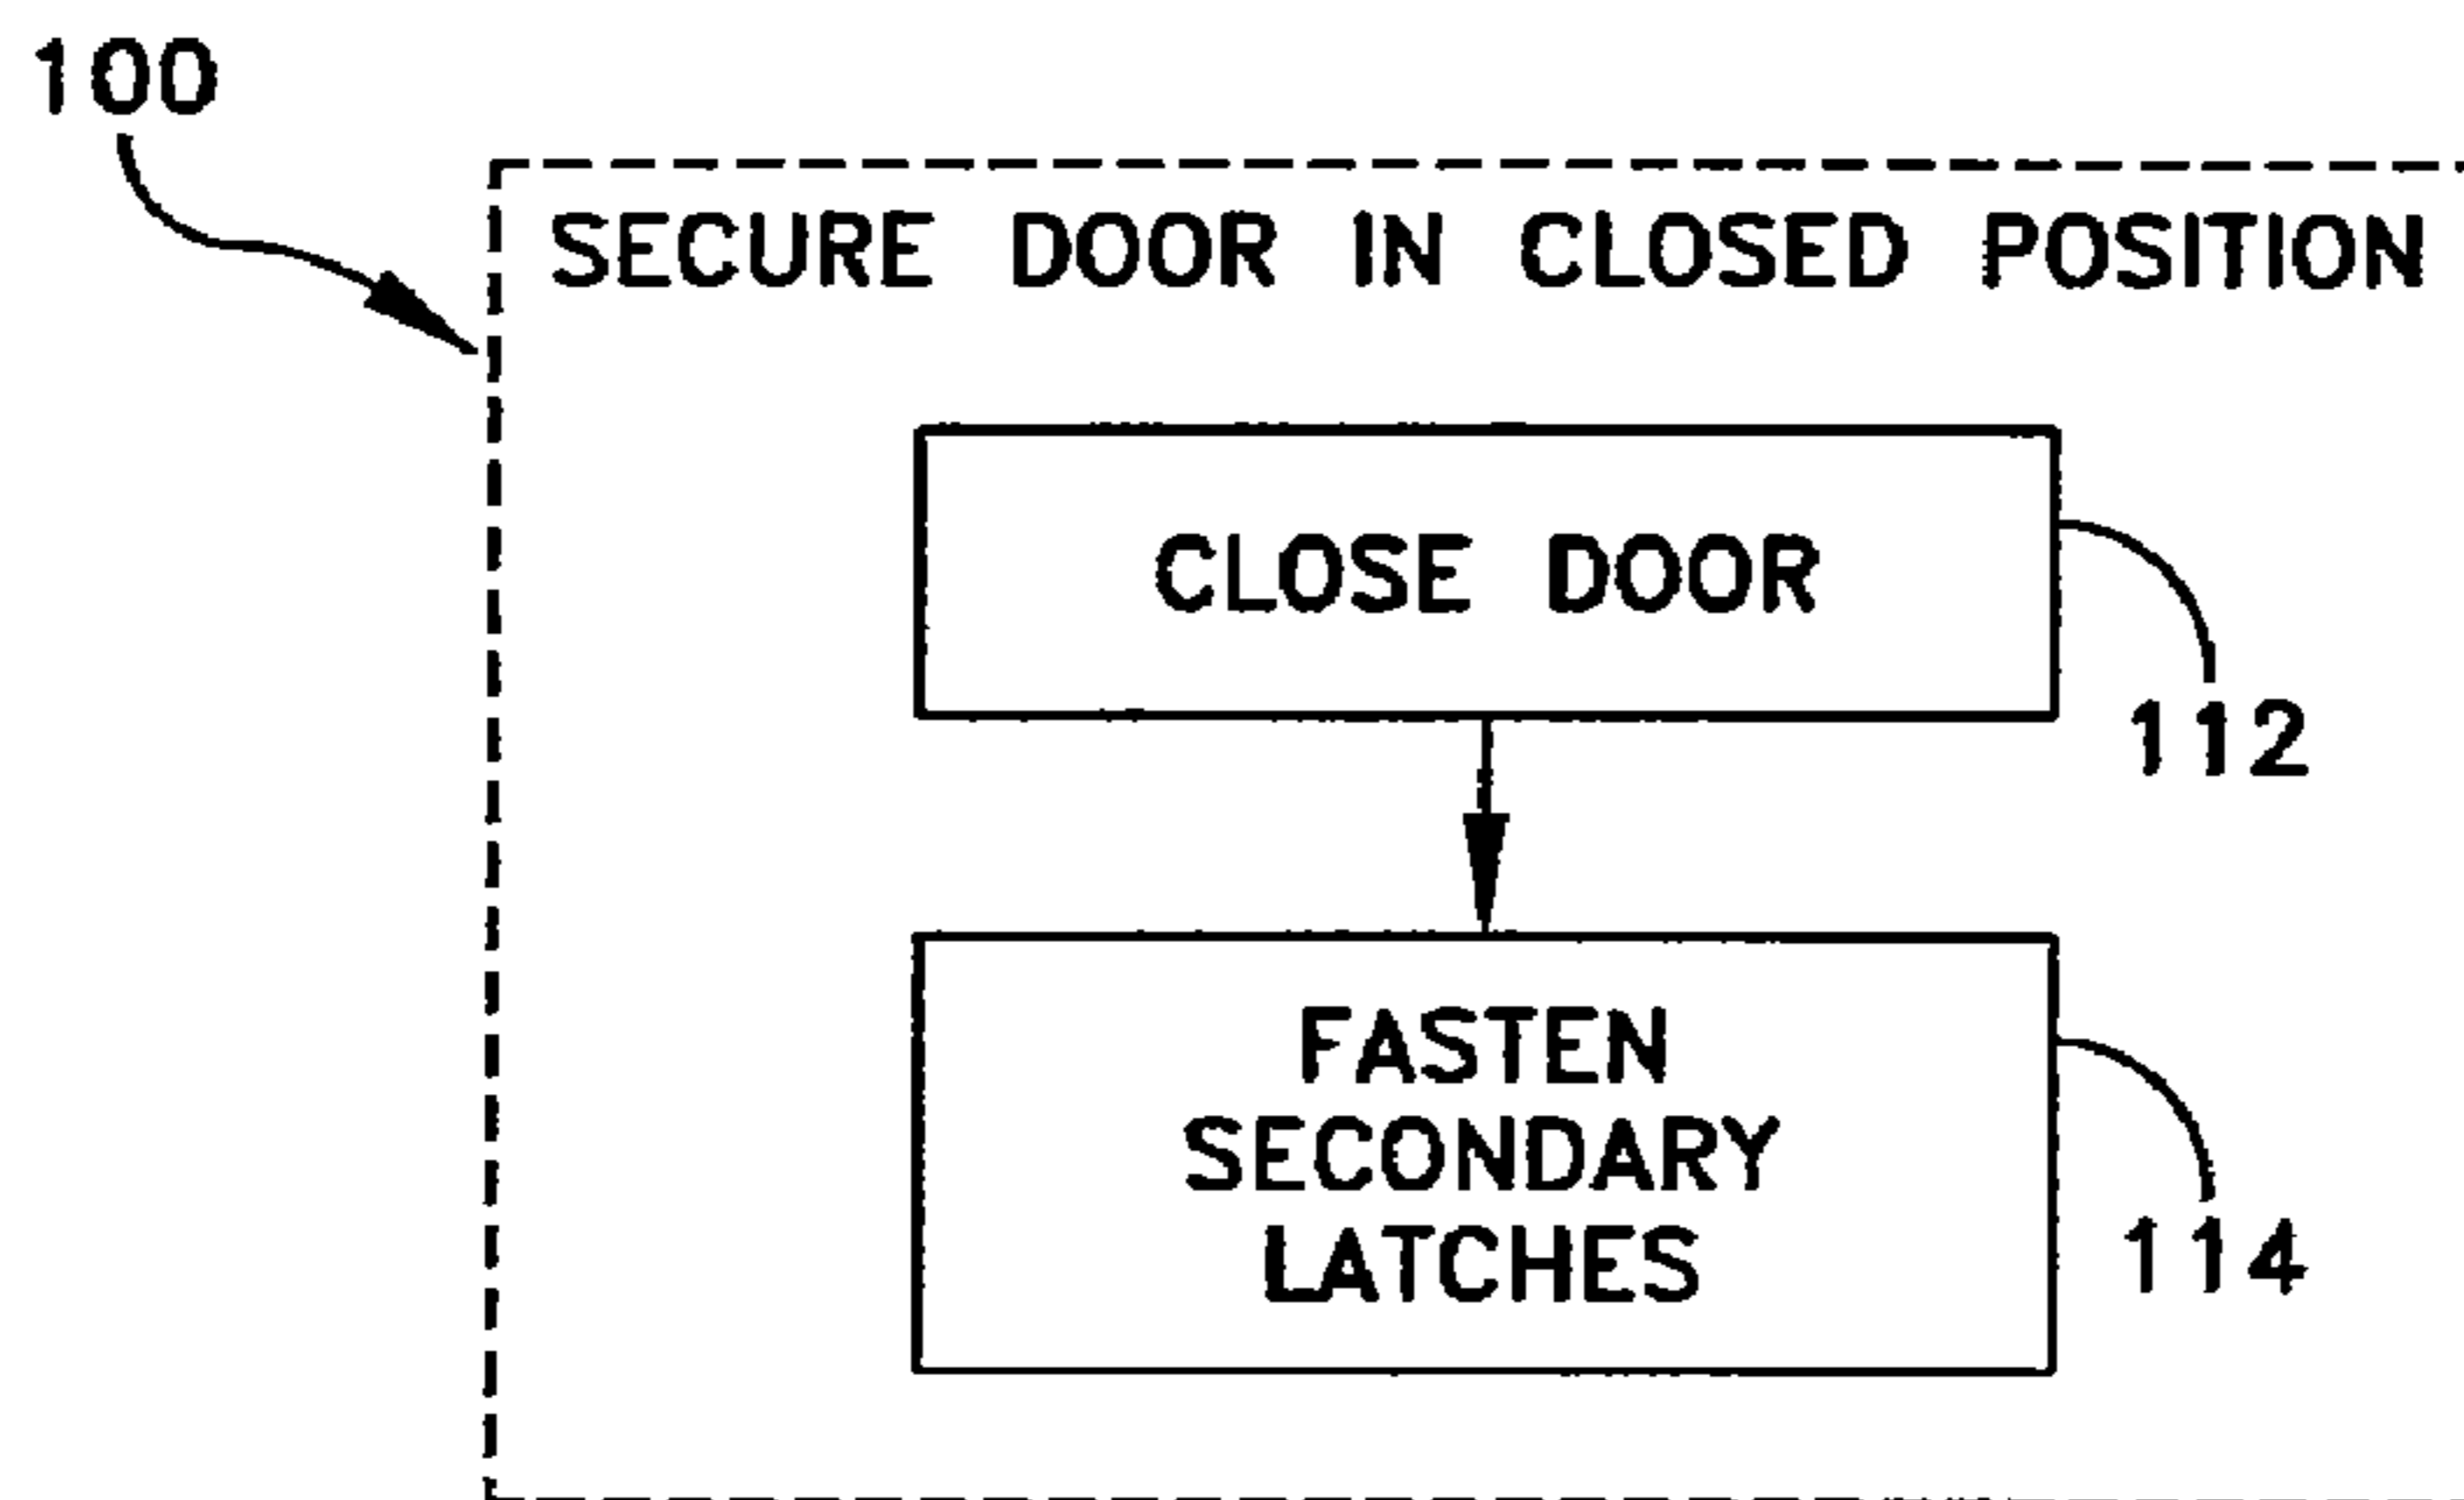 100
SECURE DOOR IN CLOSED POSITION
CLOSE DOOR
112
FASTEN
SECONDARY
LATCHES
114